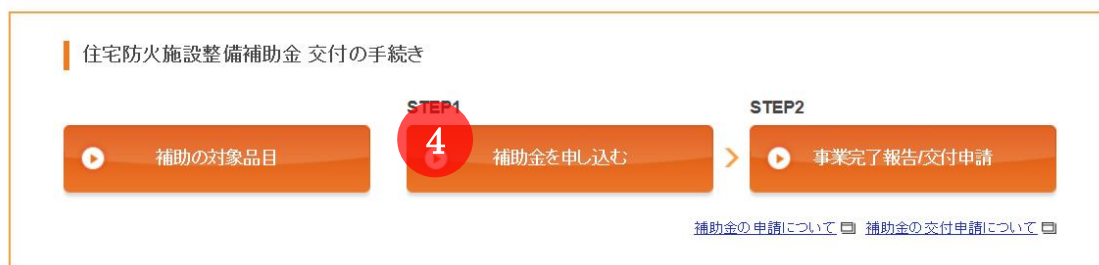 住宅防火施設整備補助金 交付の手続き
STEP1
STEP2
補助の対象品目
4
補助金を申し込む
事業完了報告/交付申請
補助金の申請について 補助金の交付申請について